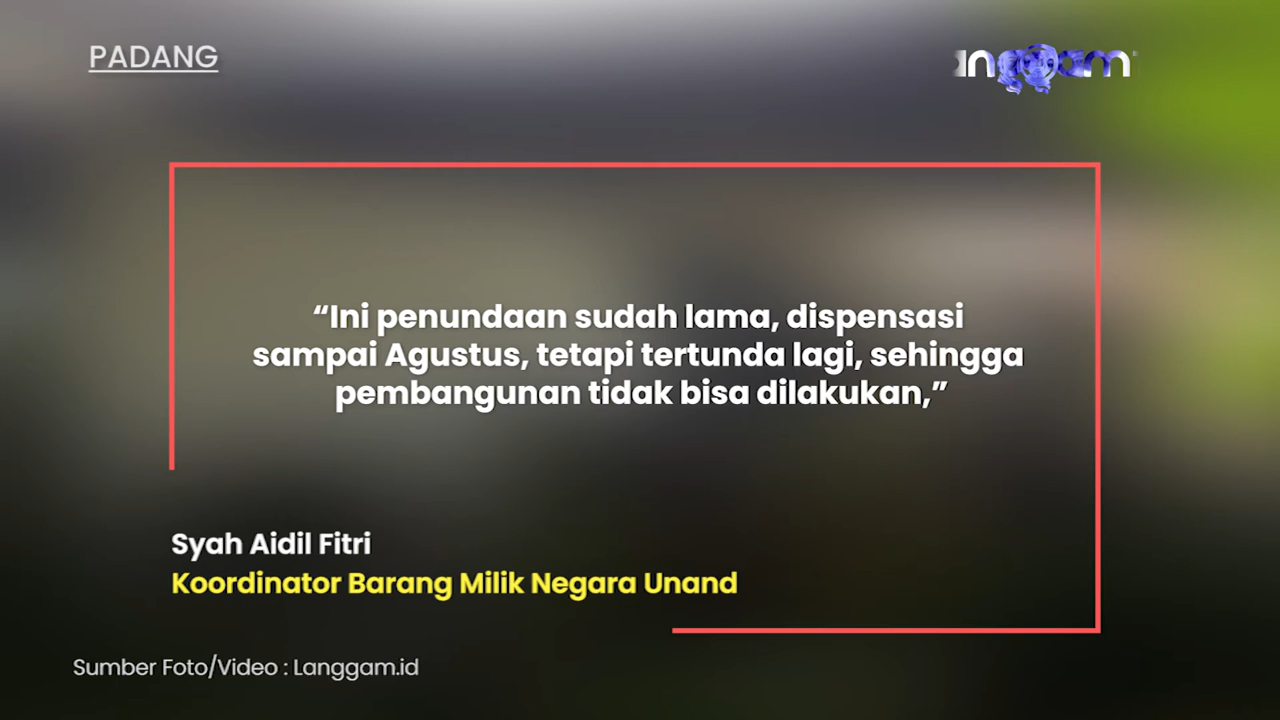 PADANG
“Ini penundaan sudah lama, dispensasi
sampai Agustus, tetapi tertunda lagi, sehingga
pembangunan tidak bisa dilakukan,”
Syah Aidil Fitri
Koordinator Barang Milik Negara Unand
Sumber Foto/Video : Langgam.id